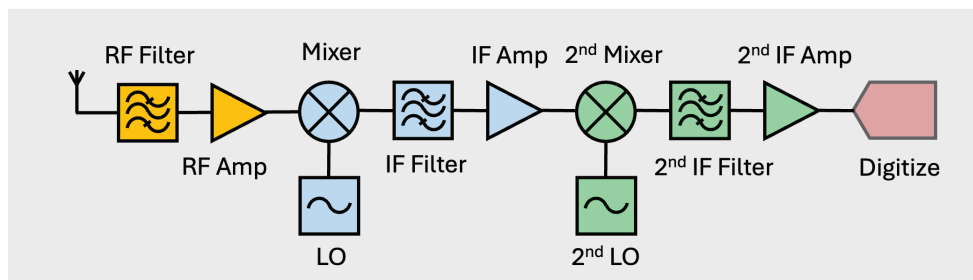 RF Filter
Mixer
IF Amp
2nd Mixer
2nd IF Amp
RF Amp
IF Filter
2nd IF Filter
Digitize
LO
2nd LO